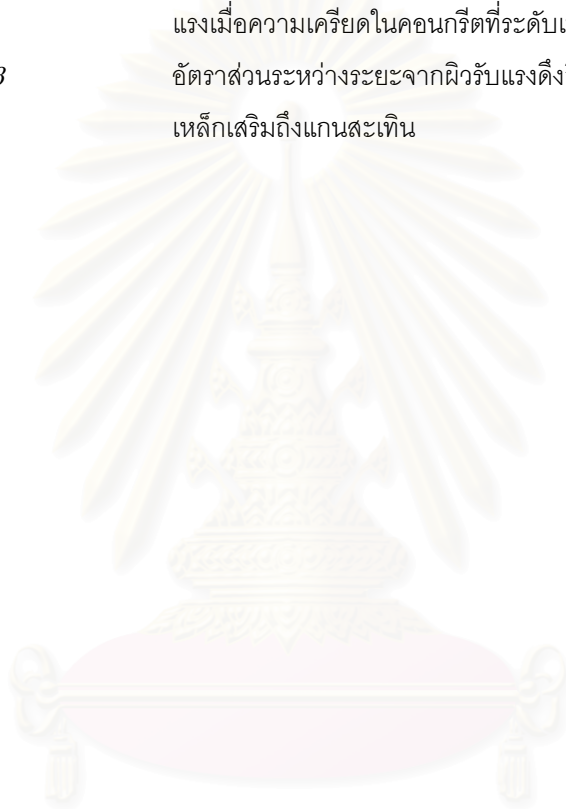 แรงเมื่อความเครียดในคอนกรีตที่ระดับ
อัตราส่วนระหว่างระยะจากผิวรับแรงดึง
เหล็กเสริมถึงแกนสะเทิน